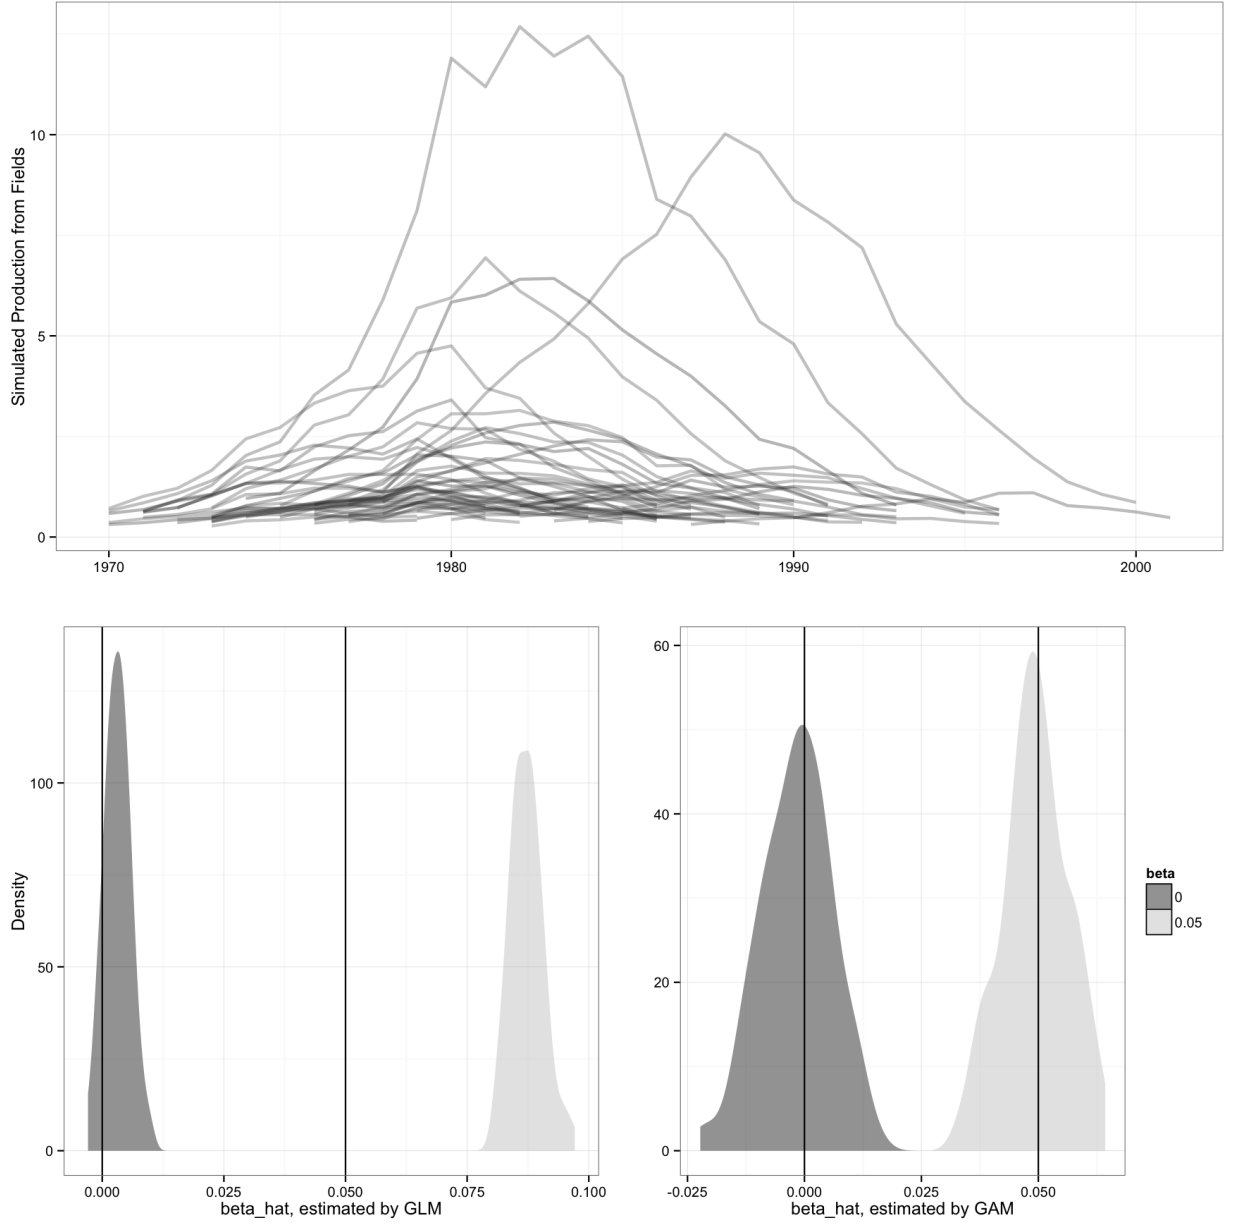 Simulated Production from Fields
10
5
0
1970 1980 1990 2000
Density
100
50
0
0.000 0.025 0.050 0.075 0.100
beta_hat, estimated by GLM
60
40
20
0
-0.025 0.000 0.025 0.050
beta_hat, estimated by GAM
beta
0
0.05